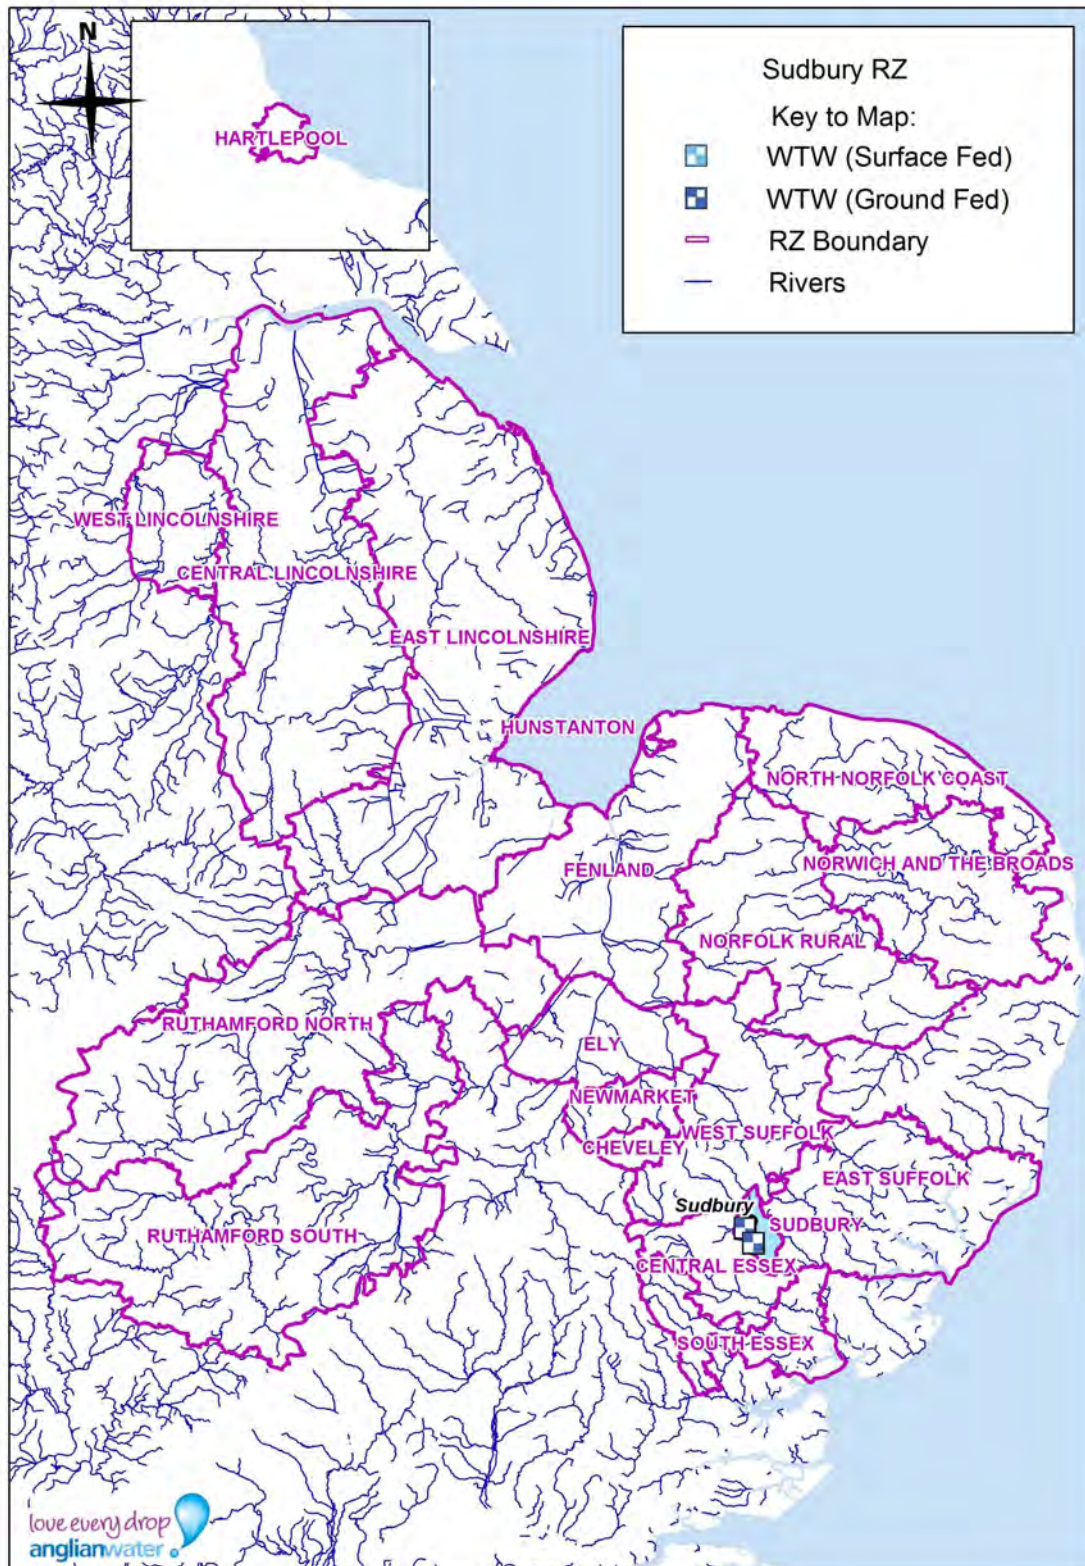 N
HARTLEPOOL
Sudbury RZ
Key to Map:
WTW (Surface Fed)
WTW (Ground Fed)
RZ Boundary
Rivers
WEST LINCOLNSHIRE
CENTRAL LINCOLNSHIRE
EAST LINCOLNSHIRE
HUNSTANTON
NORTH NORFOLK COAST
FENLAND
NORWICH AND THE BROADS
NORFOLK RURAL
RUTHAMFORD NORTH
ELY
NEWMARKET
WEST SUFFOLK
CHEVELEY
EAST SUFFOLK
Sudbury
SUDBURY
RUTHAMFORD SOUTH
CENTRAL ESSEX
SOUTH ESSEX
love every drop
anglianwater